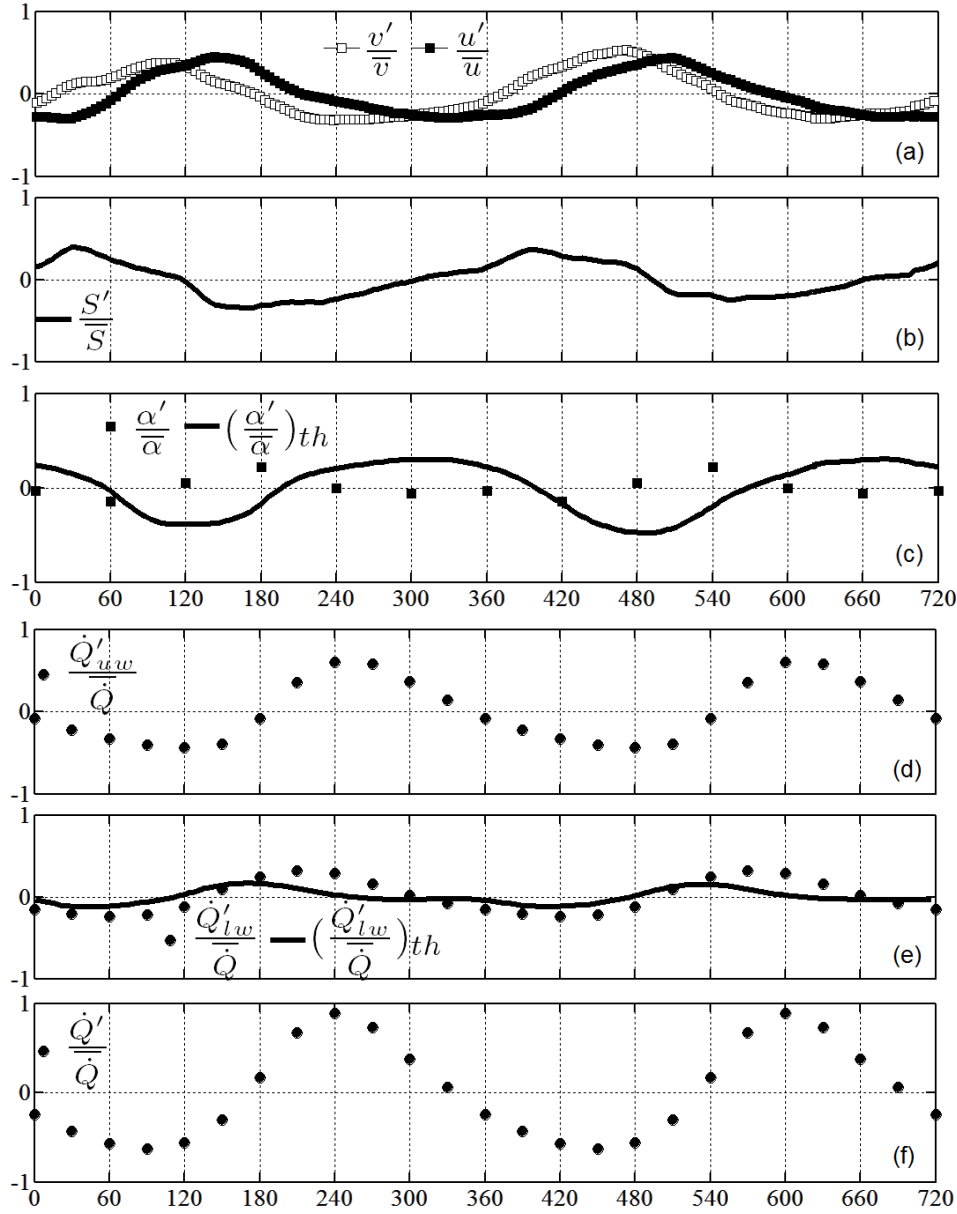 1
v′/v̅ u′/u̅
0
(a)
-1
1
0
S′/S̅
(b)
-1
1
α′/α̅ (α′/α̅)th
0
(c)
-1
0 60 120 180 240 300 360 420 480 540 600 660 720
1
Q̇′uw/Q̇̅
0
(d)
-1
1
0
Q̇′lw/Q̇̅ (Q̇′lw/Q̇̅)th
(e)
-1
1
Q̇′/Q̇̅
0
(f)
-1
0 60 120 180 240 300 360 420 480 540 600 660 720